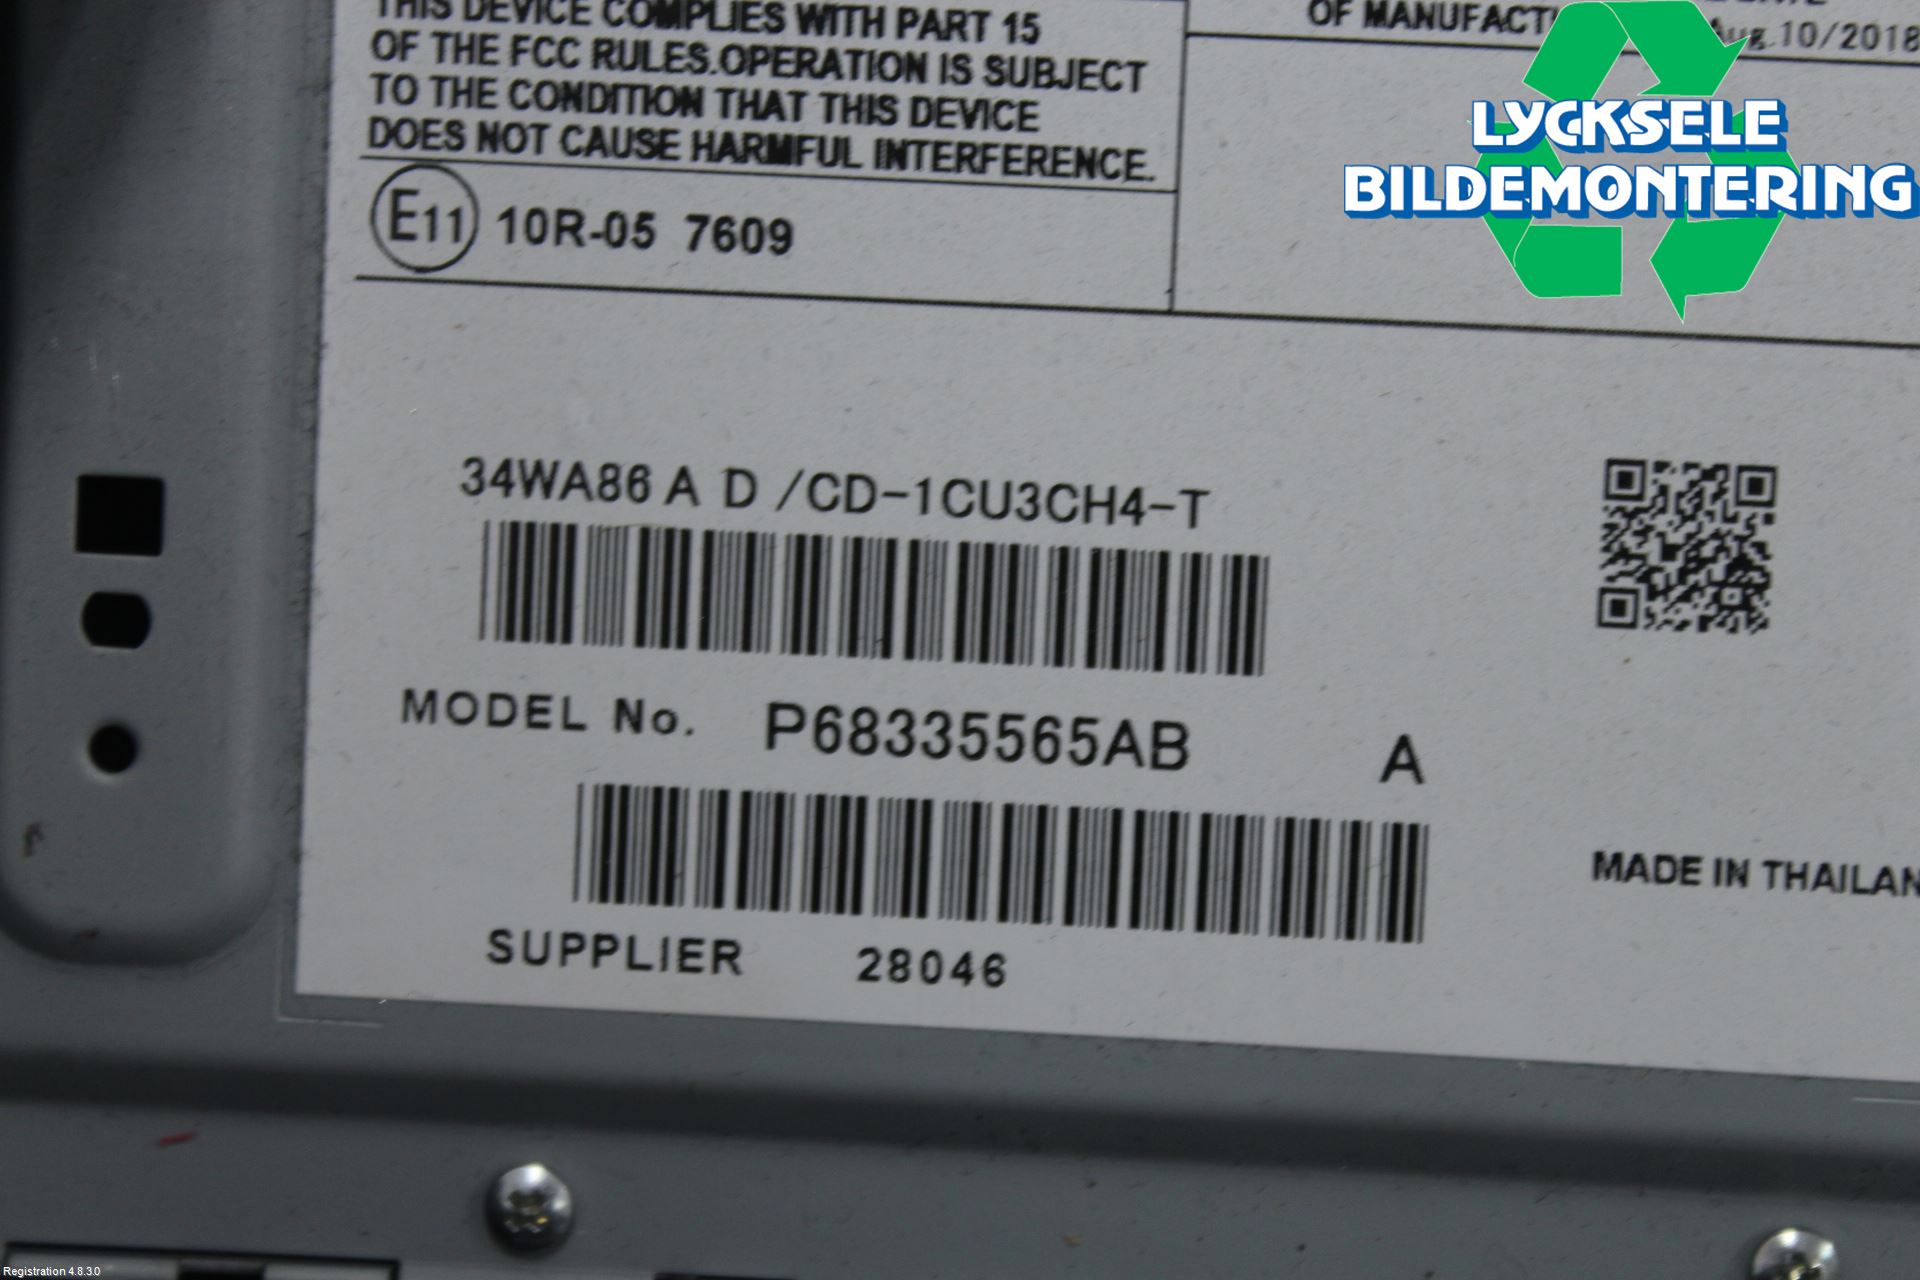 THIS DEVICE COMPLIES WITH PART 15
OF THE FCC RULES.OPERATION IS SUBJECT
TO THE CONDITION THAT THIS DEVICE
DOES NOT CAUSE HARMFUL INTERFERENCE.
OF MANUFACT
Aug.10/2018
LYCKSELE
BILDEMONTERING
E11 10R-05 7609
34WA86 A D /CD-1CU3CH4-T
MODEL No. P68335565AB A
MADE IN THAILAN
SUPPLIER 28046
Registration 4.8.3.0